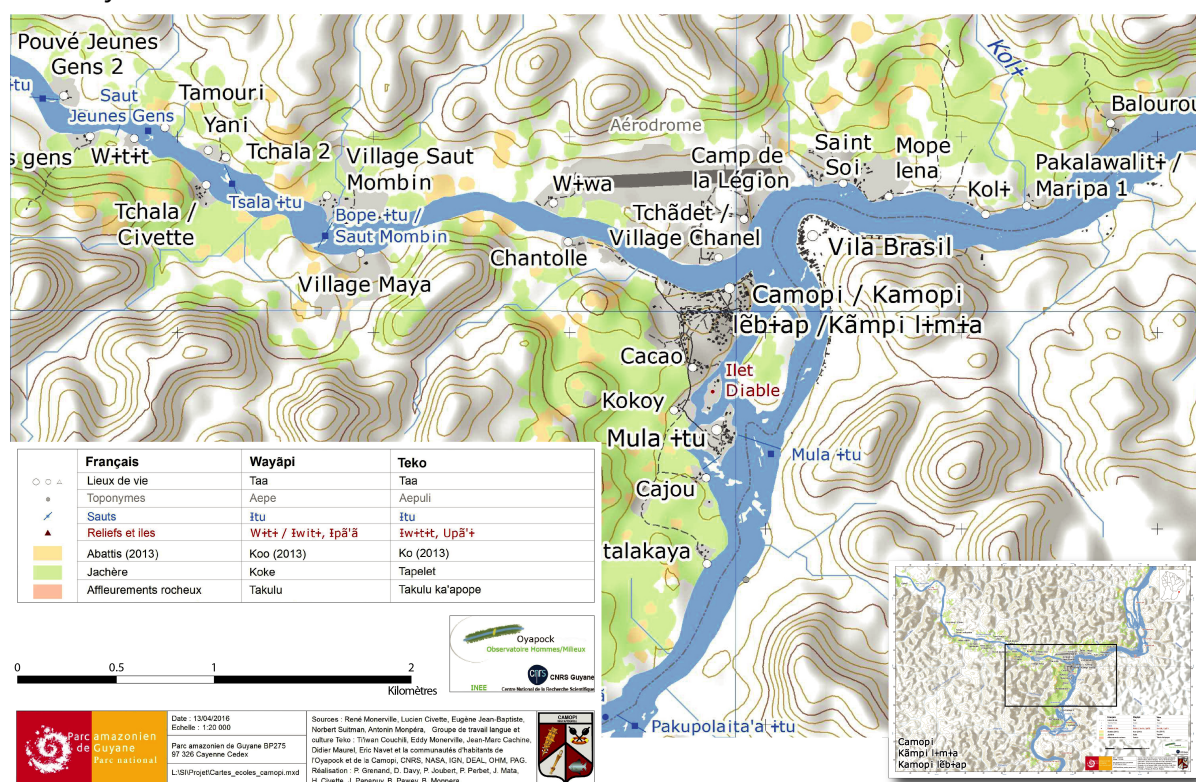 Pouvé Jeunes
Gens 2
Saut
Jeunes Gens
Tamouri
Yani
Tchala 2
Village Saut
Mombin
s gens
Wɨtɨt
ɨtu
Tsala ɨtu
Tchala /
Civette
Bope ɨtu /
Saut Mombin
Village Maya
Chantolle
Wɨwa
Aérodrome
Camp de
la Légion
Tchãdet /
Village Chanel
Saint
Soi
Mope
Iena
Kolɨ
Kolɨ
Balourou
Pakalawalitɨ /
Maripa 1
Vila Brasil
Camopi / Kamopi
lẽbɨap /Kãmpi lɨmɨa
Cacao
Ilet
Diable
Kokoy
Mula ɨtu
Mula ɨtu
Cajou
talakaya
Pakupolaita'a ɨtu
Français Wayãpi Teko
Lieux de vie Taa Taa
Toponymes Aepe Aepuli
Sauts Ɨtu Ɨtu
Reliefs et iles Wɨtɨ / Ɨwitɨ, Ɨpã'ã Ɨwɨtɨt, Upã'ɨ
Abattis (2013) Koo (2013) Ko (2013)
Jachère Koke Tapelet
Affleurements rocheux Takulu Takulu ka'apope
0 0.5 1 2
Kilomètres
Oyapock
Observatoire Hommes/Milieux
INEE
cnrs
CNRS Guyane
Centre National de la Recherche Scientifique
Parc amazonien
de Guyane
Parc national
Date : 13/04/2016
Echelle : 1:20 000
Parc amazonien de Guyane BP275
97 326 Cayenne Cedex
L:\SI\Projet\Cartes_ecoles_camopi.mxd
Sources : René Monerville, Lucien Civette, Eugène Jean-Baptiste,
Norbert Suitman, Antonin Monpéra, Groupe de travail langue et
culture Teko : Ti'iwan Couchili, Eddy Monerville, Jean-Marc Cachine,
Didier Maurel, Eric Navet et la communautés d'habitants de
l'Oyapock et de la Camopi, CNRS, NASA, IGN, DEAL, OHM, PAG.
Réalisation : P. Grenand, D. Davy, P. Joubert, P. Perbet, J. Mata,
CAMOPI
Camopi
Kãmpi lɨmɨa
Kamopi lẽbɨap